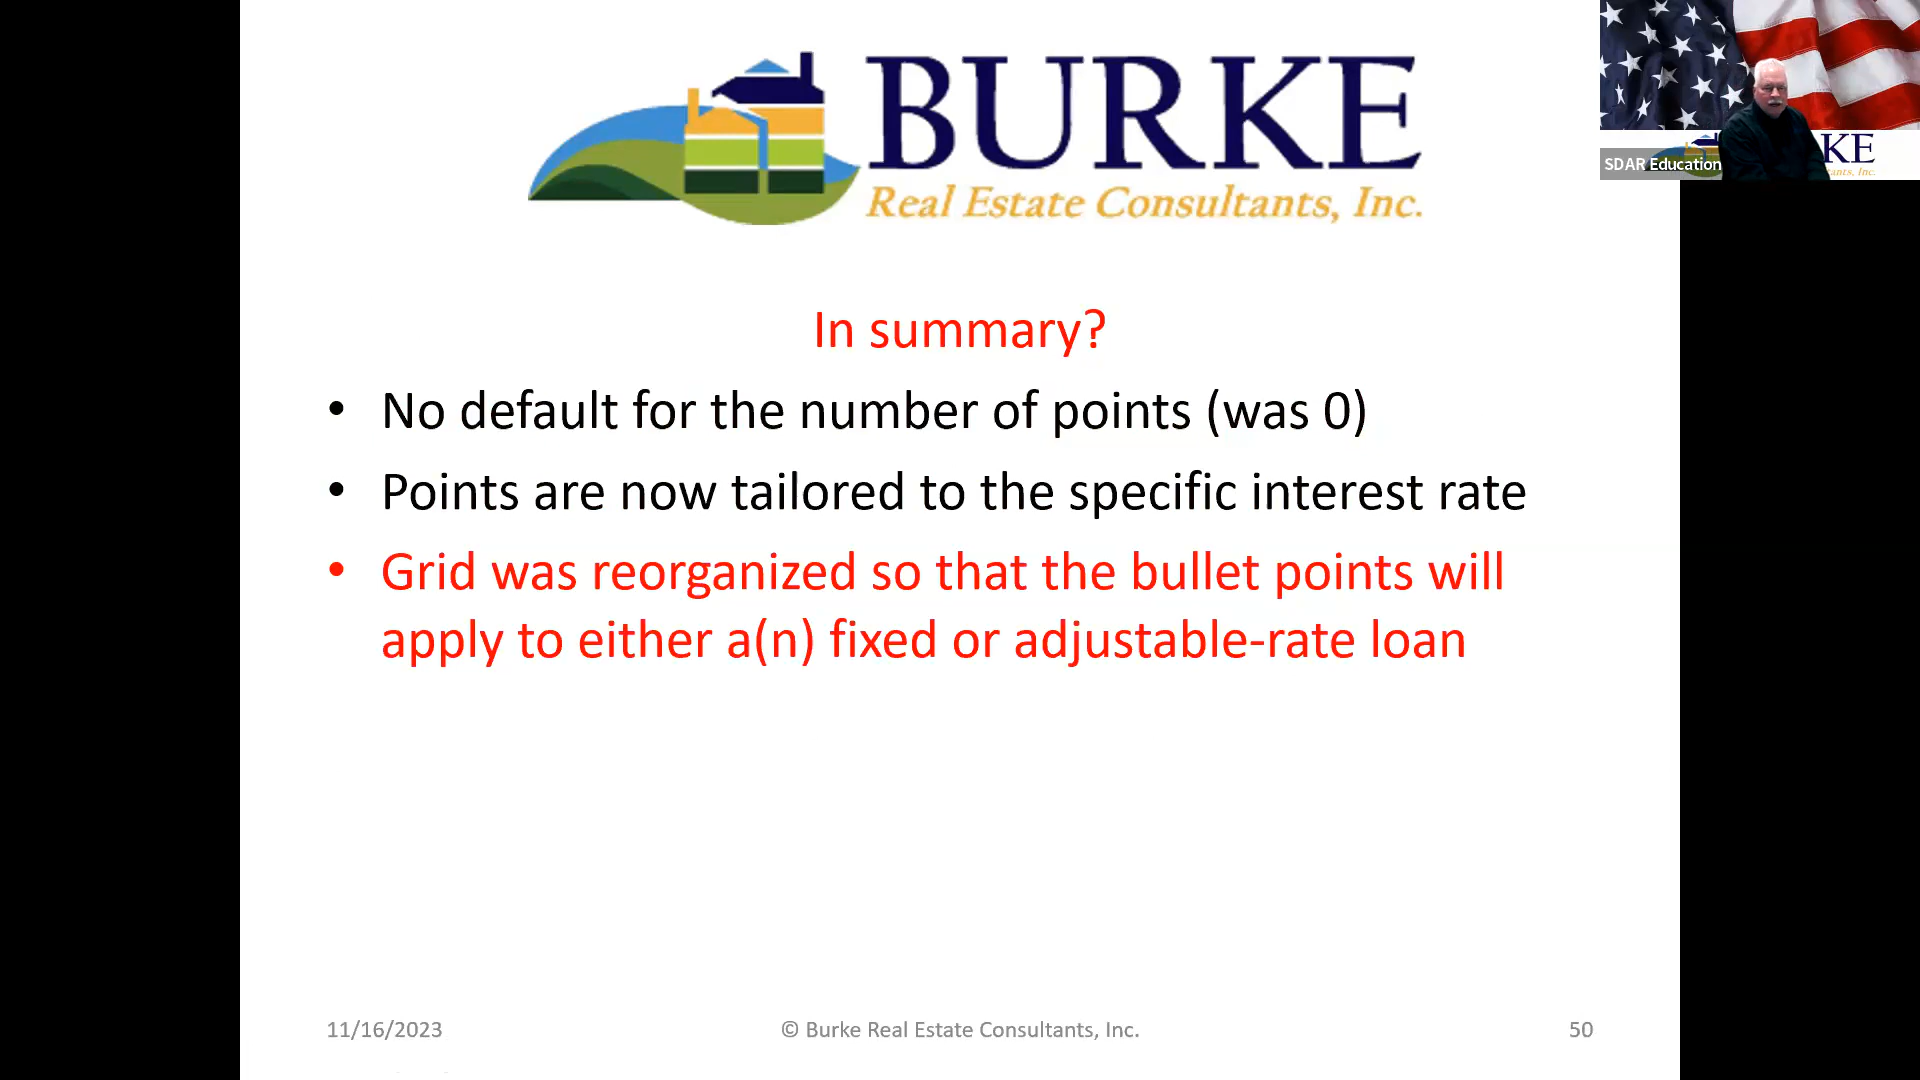 BURKE
Real Estate Consultants, Inc.
KE
SDAR Education
In summary?
• No default for the number of points (was 0)
• Points are now tailored to the specific interest rate
• Grid was reorganized so that the bullet points will
apply to either a(n) fixed or adjustable-rate loan
11/16/2023
© Burke Real Estate Consultants, Inc.
50